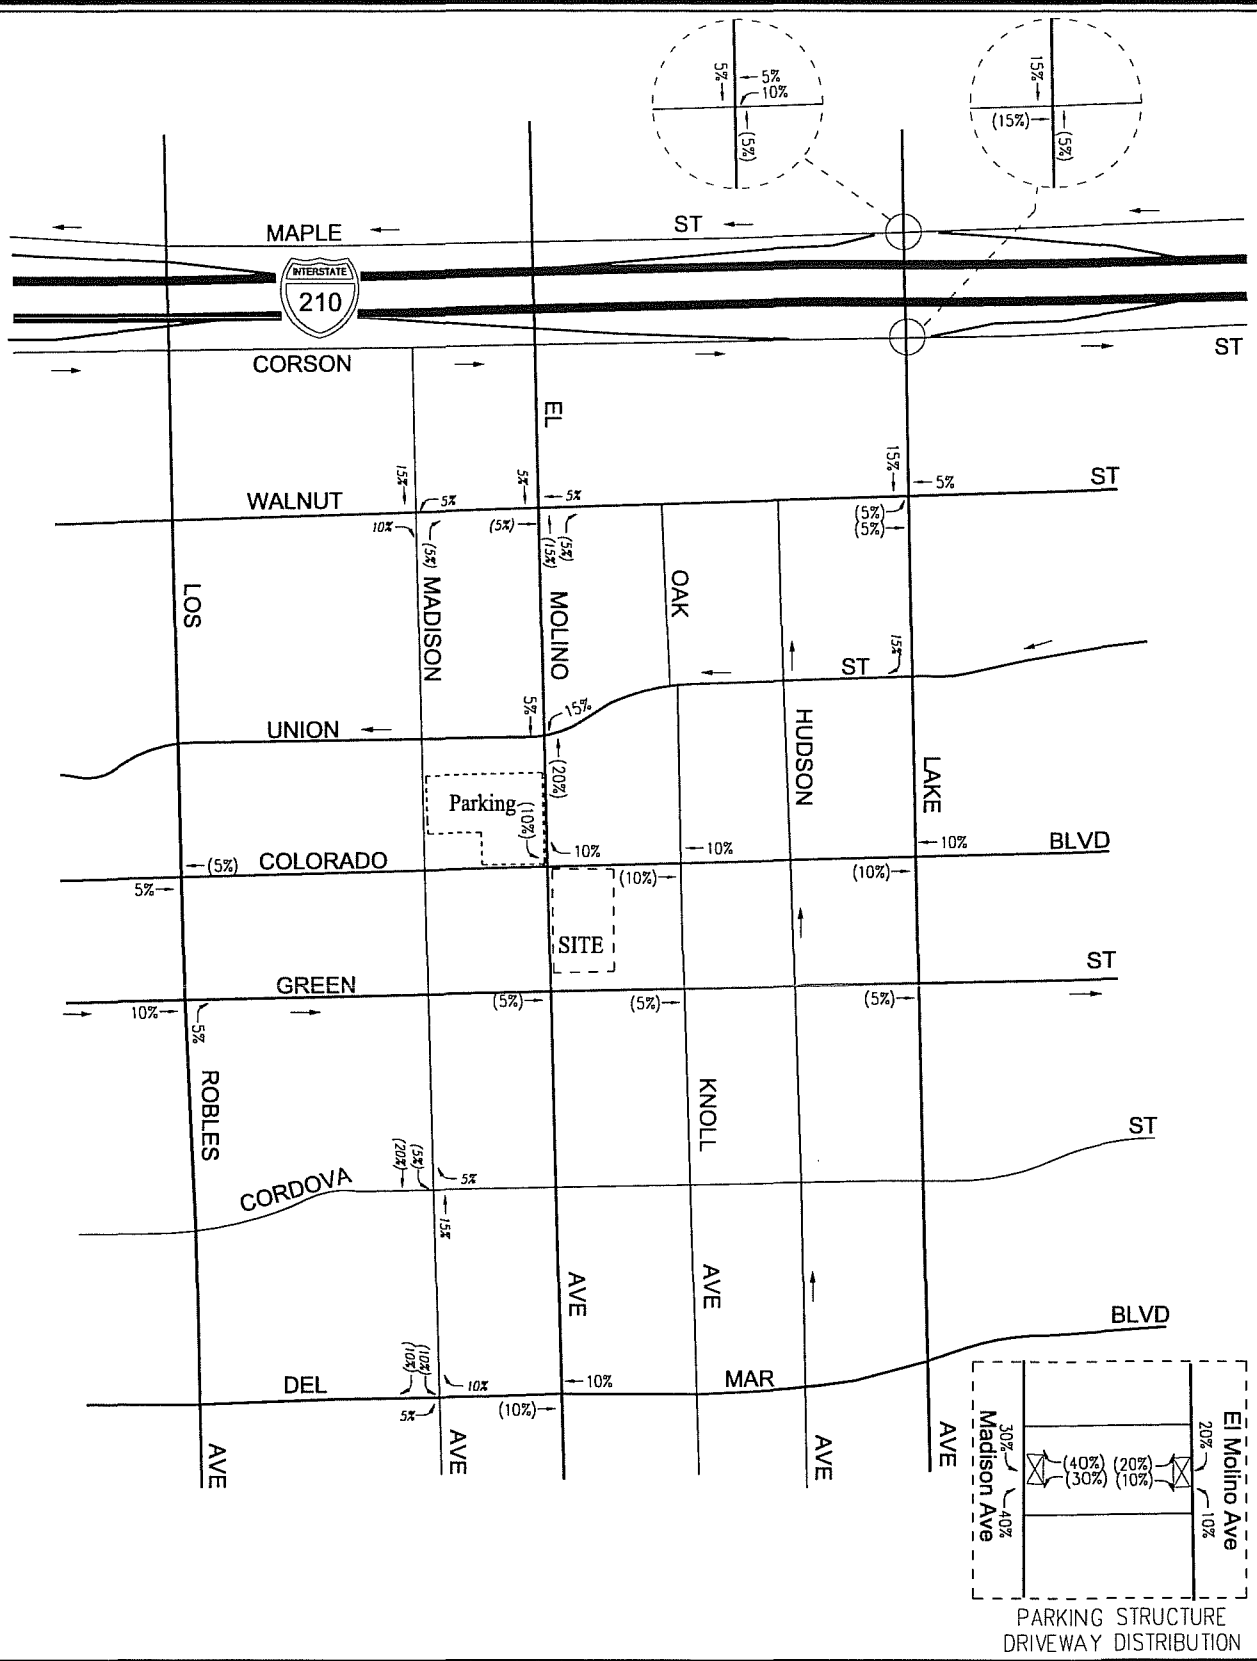 5%
5%
10%
(5%)
15%
(15%)
(5%)
MAPLE
ST
INTERSTATE
210
CORSON
ST
EL
15%
5%
10%
(5%)
WALNUT
5%
5%
(5%)
(15%)
(5%)
15%
5%
(5%)
(5%)
ST
LOS
MADISON
MOLINO
OAK
15%
ST
UNION
5%
15%
(20%)
HUDSON
LAKE
Parking
(10%)
10%
10%
10%
BLVD
(5%)
COLORADO
5%
(10%)
(10%)
SITE
GREEN
ST
10%
5%
(5%)
(5%)
(5%)
ROBLES
KNOLL
ST
(20%)
(5%)
5%
CORDOVA
15%
AVE
AVE
BLVD
(10%)
(10%)
10%
10%
DEL
MAR
5%
(10%)
AVE
AVE
AVE
AVE
Madison Ave
30%
40%
(40%)
(30%)
(20%)
(10%)
20%
10%
El Molino Ave
PARKING STRUCTURE
DRIVEWAY DISTRIBUTION